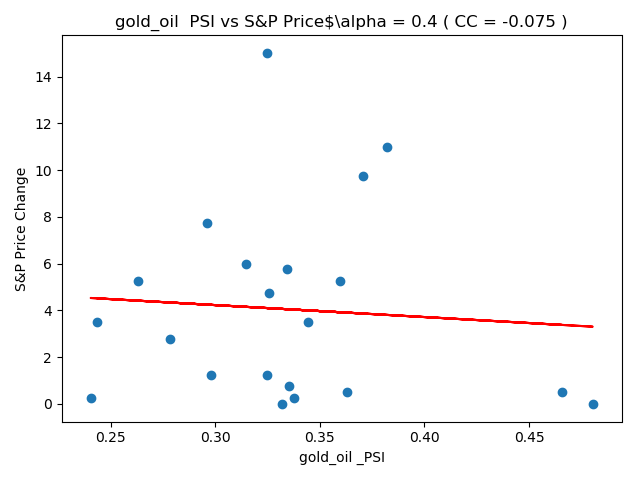 gold_oil  PSI vs S&P Price$\alpha = 0.4 ( CC = -0.075 )
14
12
10
8
6
4
2
0
S&P Price Change
0.25 0.30 0.35 0.40 0.45
gold_oil _PSI